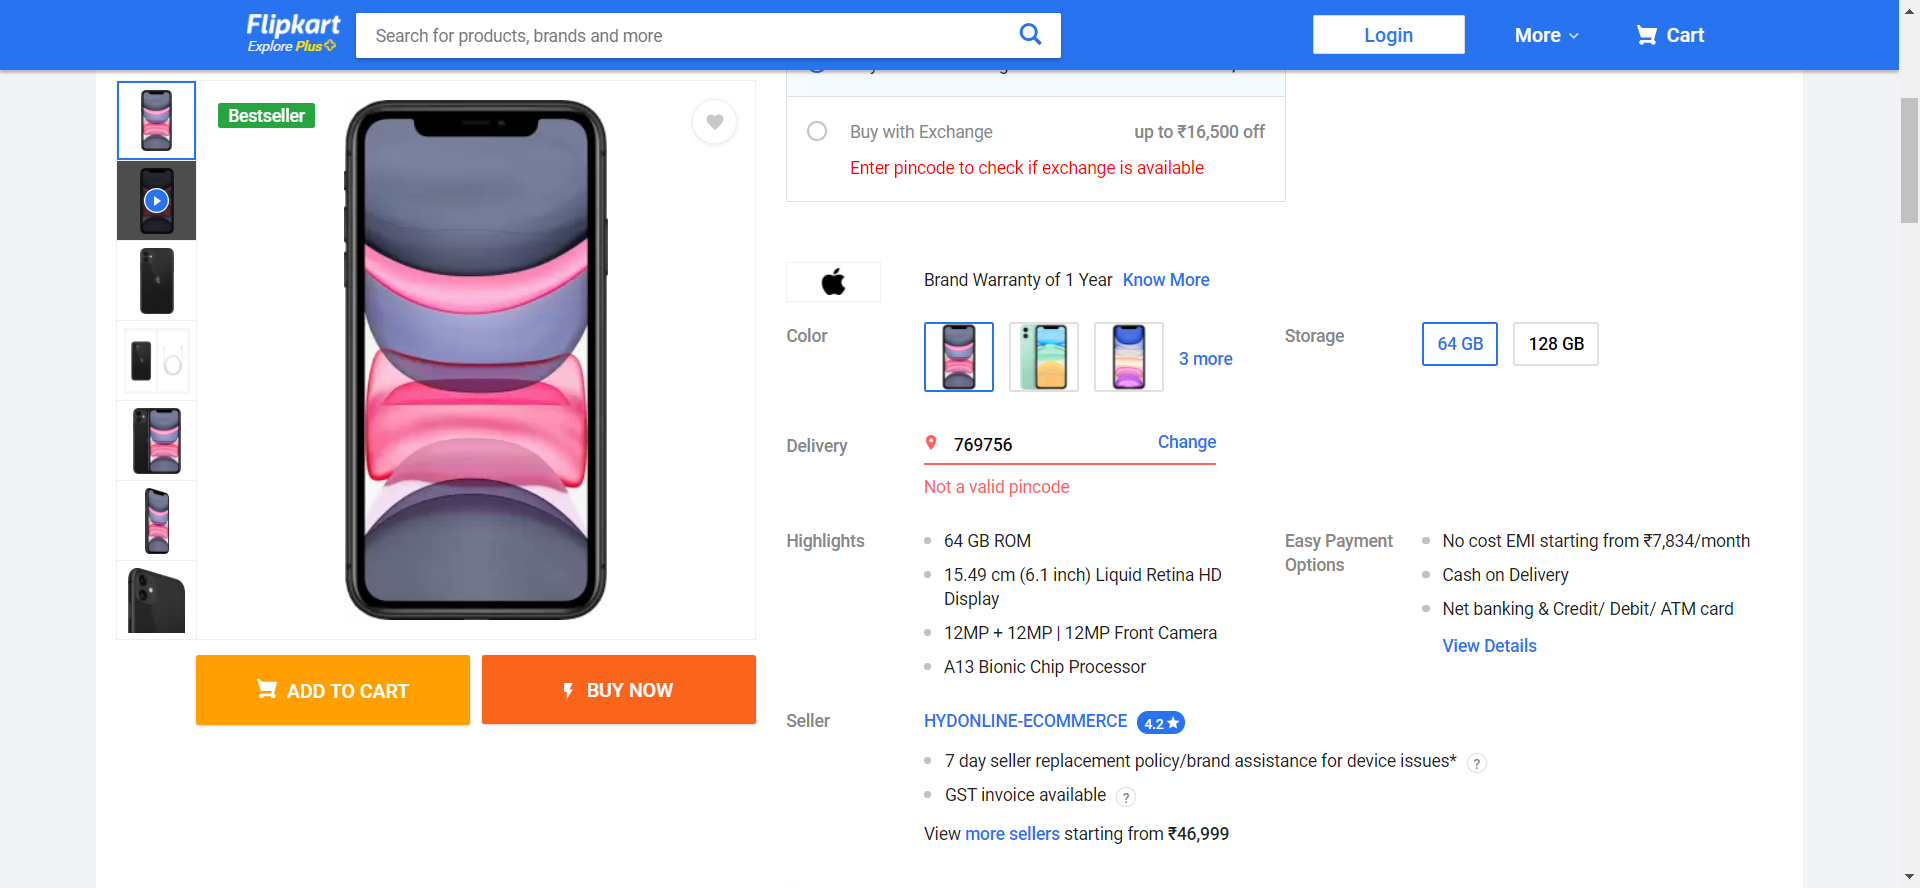 Flipkart
Explore Plus
Search for products, brands and more
Login
More
Cart
Bestseller
Buy with Exchange
up to ₹16,500 off
Enter pincode to check if exchange is available
Brand Warranty of 1 Year Know More
Color
3 more
Storage
64 GB
128 GB
Delivery
769756
Change
Not a valid pincode
Highlights
64 GB ROM
15.49 cm (6.1 inch) Liquid Retina HD
Display
12MP + 12MP | 12MP Front Camera
A13 Bionic Chip Processor
Easy Payment
Options
No cost EMI starting from ₹7,834/month
Cash on Delivery
Net banking & Credit/ Debit/ ATM card
View Details
ADD TO CART
BUY NOW
Seller
HYDONLINE-ECOMMERCE 4.2
7 day seller replacement policy/brand assistance for device issues* ?
GST invoice available ?
View more sellers starting from ₹46,999